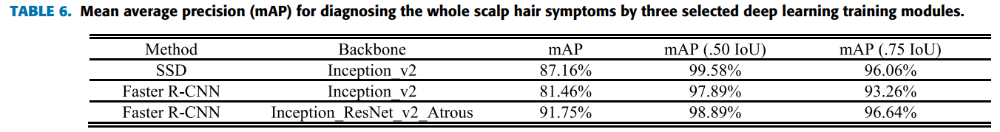 TABLE 6. Mean average precision (mAP) for diagnosing the whole scalp hair symptoms by three selected deep learning training modules.
Method Backbone mAP mAP (.50 IoU) mAP (.75 IoU)
SSD Inception_v2 87.16% 99.58% 96.06%
Faster R-CNN Inception_v2 81.46% 97.89% 93.26%
Faster R-CNN Inception_ResNet_v2_Atrous 91.75% 98.89% 96.64%